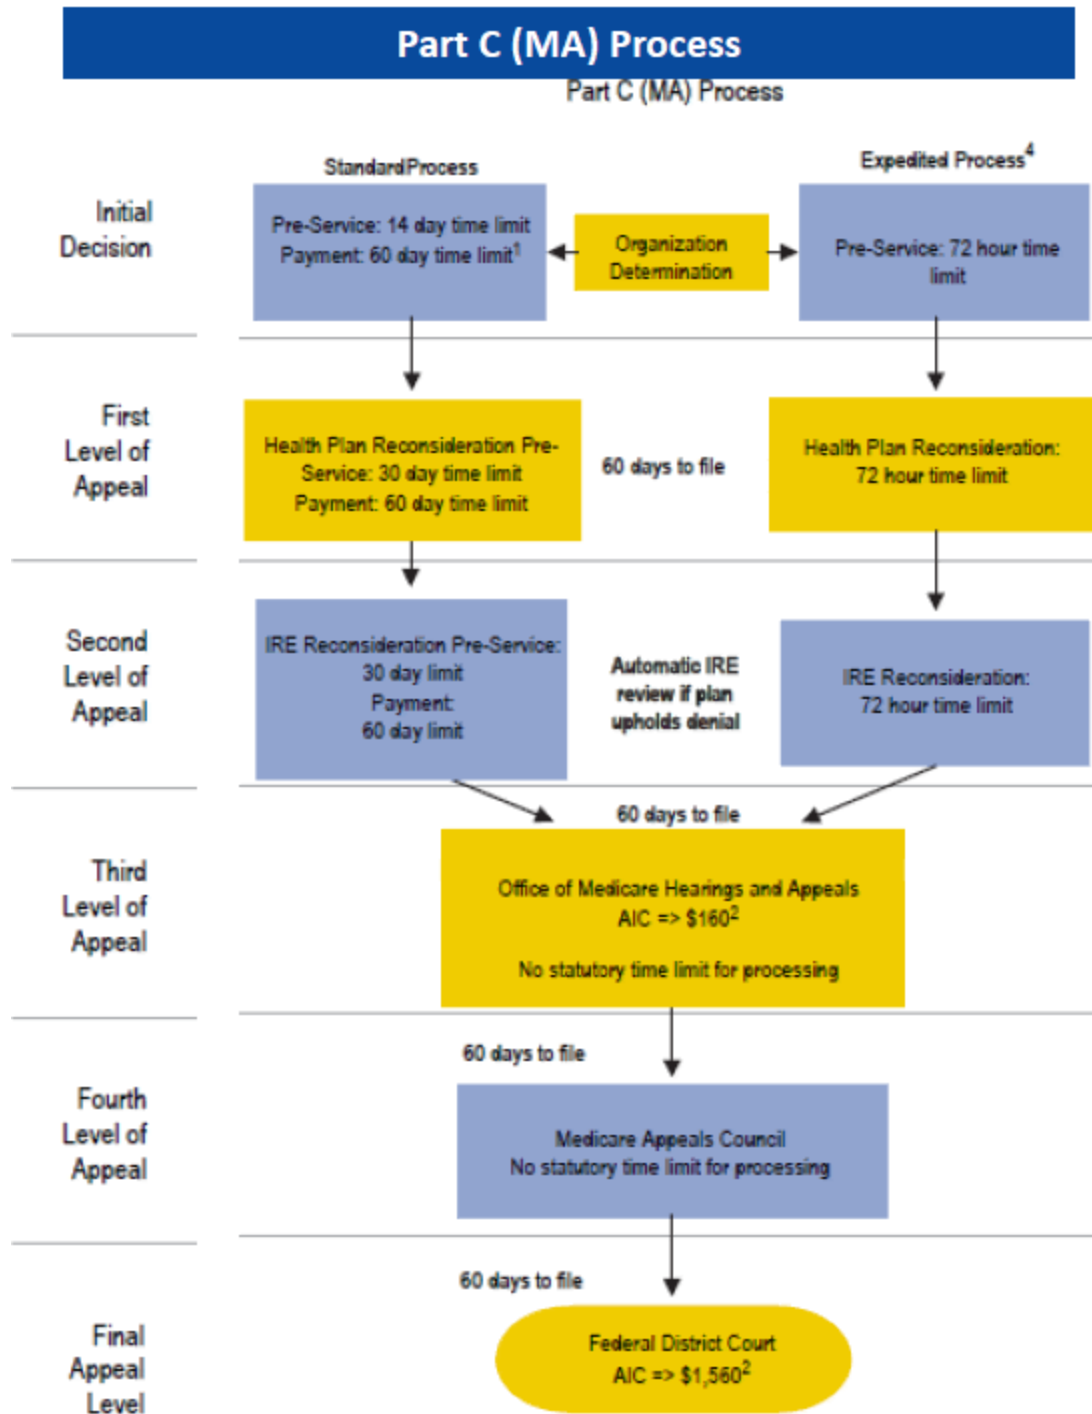 Part C (MA) Process
Part C (MA) Process
StandardProcess
Expedited Process4
Initial
Decision
Pre-Service: 14 day time limit
Payment: 60 day time limit1
Organization
Determination
Pre-Service: 72 hour time
limit
First
Level of
Appeal
Health Plan Reconsideration Pre-
Service: 30 day time limit
Payment: 60 day time limit
60 days to file
Health Plan Reconsideration:
72 hour time limit
Second
Level of
Appeal
IRE Reconsideration Pre-Service:
30 day limit
Payment:
60 day limit
Automatic IRE
review if plan
upholds denial
IRE Reconsideration:
72 hour time limit
60 days to file
Third
Level of
Appeal
Office of Medicare Hearings and Appeals
AIC => $1602
No statutory time limit for processing
60 days to file
Fourth
Level of
Appeal
Medicare Appeals Council
No statutory time limit for processing
60 days to file
Final
Appeal
Level
Federal District Court
AIC => $1,5602